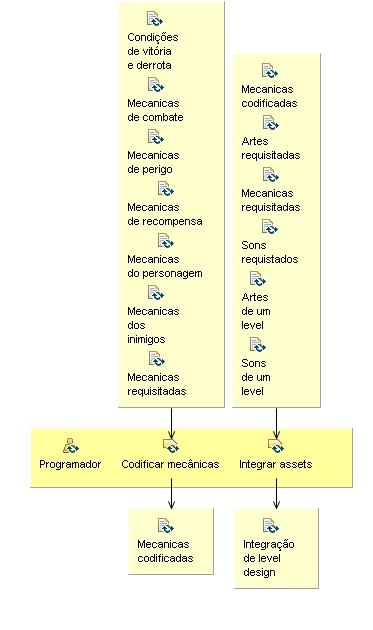 Condições
de vitória
e derrota
Mecanicas
de combate
Mecanicas
de perigo
Mecanicas
de recompensa
Mecanicas
do personagem
Mecanicas
dos
inimigos
Mecanicas
requisitadas
Mecanicas
codificadas
Artes
requisitadas
Mecanicas
requisitadas
Sons
requistados
Artes
de um
level
Sons
de um
level
Programador
Codificar mecânicas
Integrar assets
Mecanicas
codificadas
Integração
de level
design